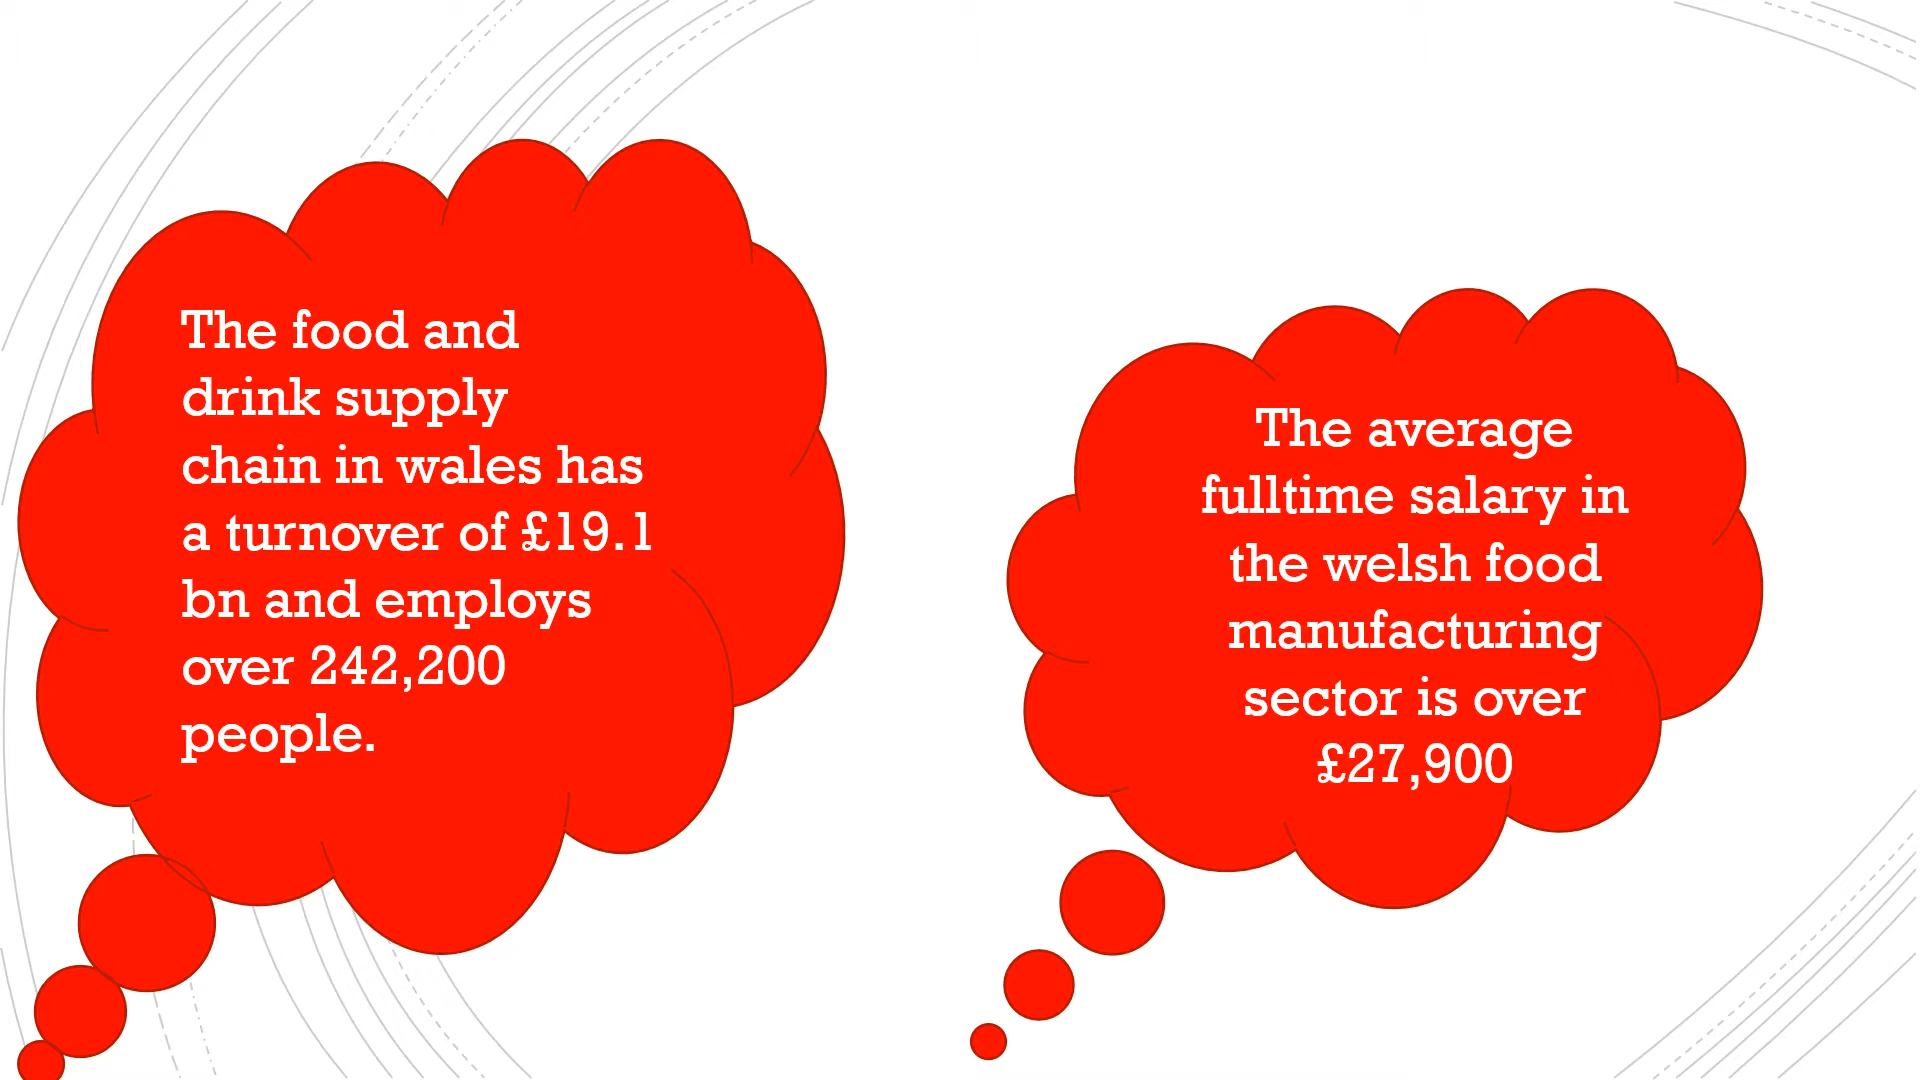 The food and
drink supply
chain in wales has
a turnover of £19.1
bn and employs
over 242,200
people.
The average
fulltime salary in
the welsh food
manufacturing
sector is over
£27,900